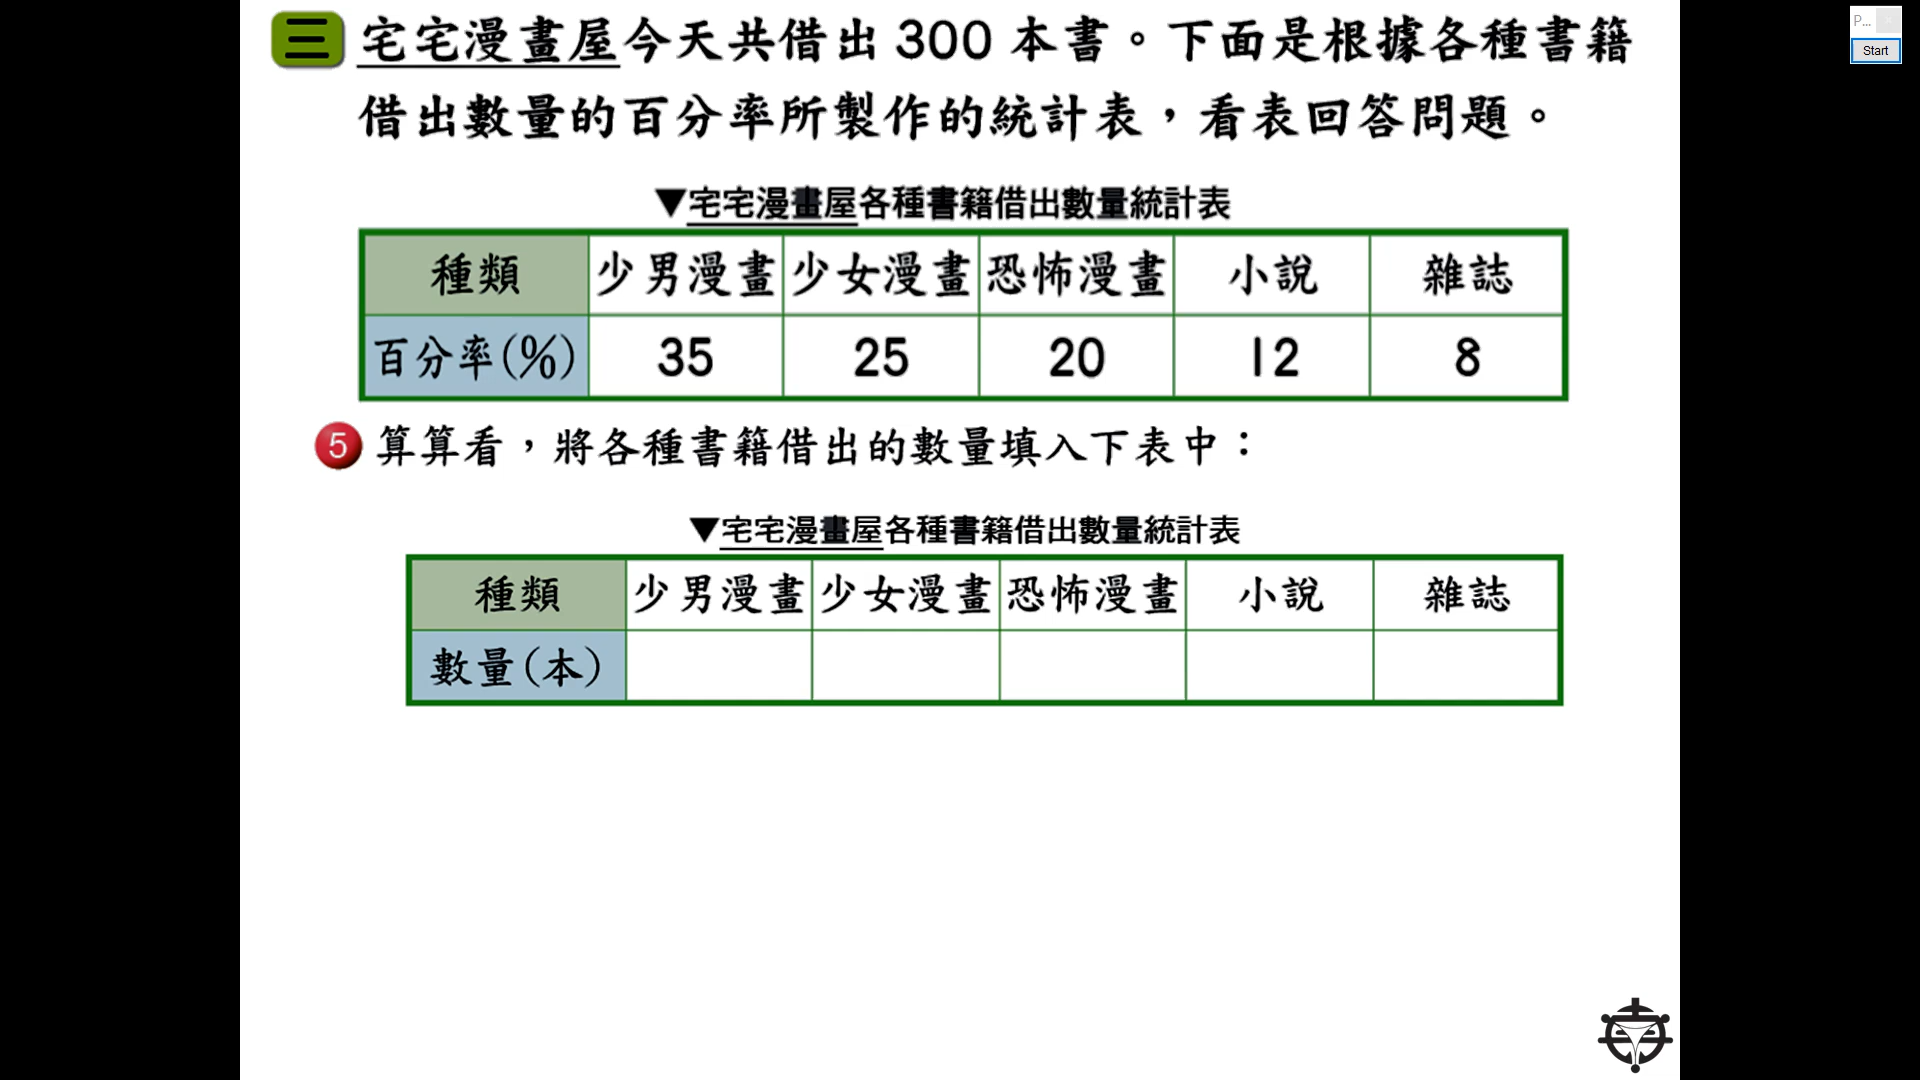 三 宅宅漫畫屋今天共借出 300 本書。下面是根據各種書籍
借出數量的百分率所製作的統計表，看表回答問題。
▼宅宅漫畫屋各種書籍借出數量統計表
種類 少男漫畫 少女漫畫 恐怖漫畫 小說 雜誌
百分率(%) 35 25 20 12 8
5 算算看，將各種書籍借出的數量填入下表中：
▼宅宅漫畫屋各種書籍借出數量統計表
種類 少男漫畫 少女漫畫 恐怖漫畫 小說 雜誌
數量(本)
P...
Start